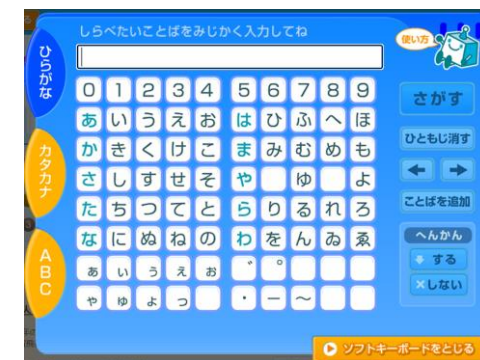 しらべたいことばをみじかく入力してね
使い方
ひらがな
カタカナ
ABC
0 1 2 3 4 5 6 7 8 9
あ い う え お は ひ ふ へ ほ
か き く け こ ま み む め も
さ し す せ そ や ゆ よ
た ち つ て と ら り る れ ろ
な に ぬ ね の わ を ん ゐ ゑ
ぁ ぃ ぅ ぇ ぉ ゛ ゜
ゃ ゅ ょ っ ・ ー ～
さがす
ひともじ消す
← →
ことばを追加
へんかん
する
×しない
ソフトキーボードをとじる